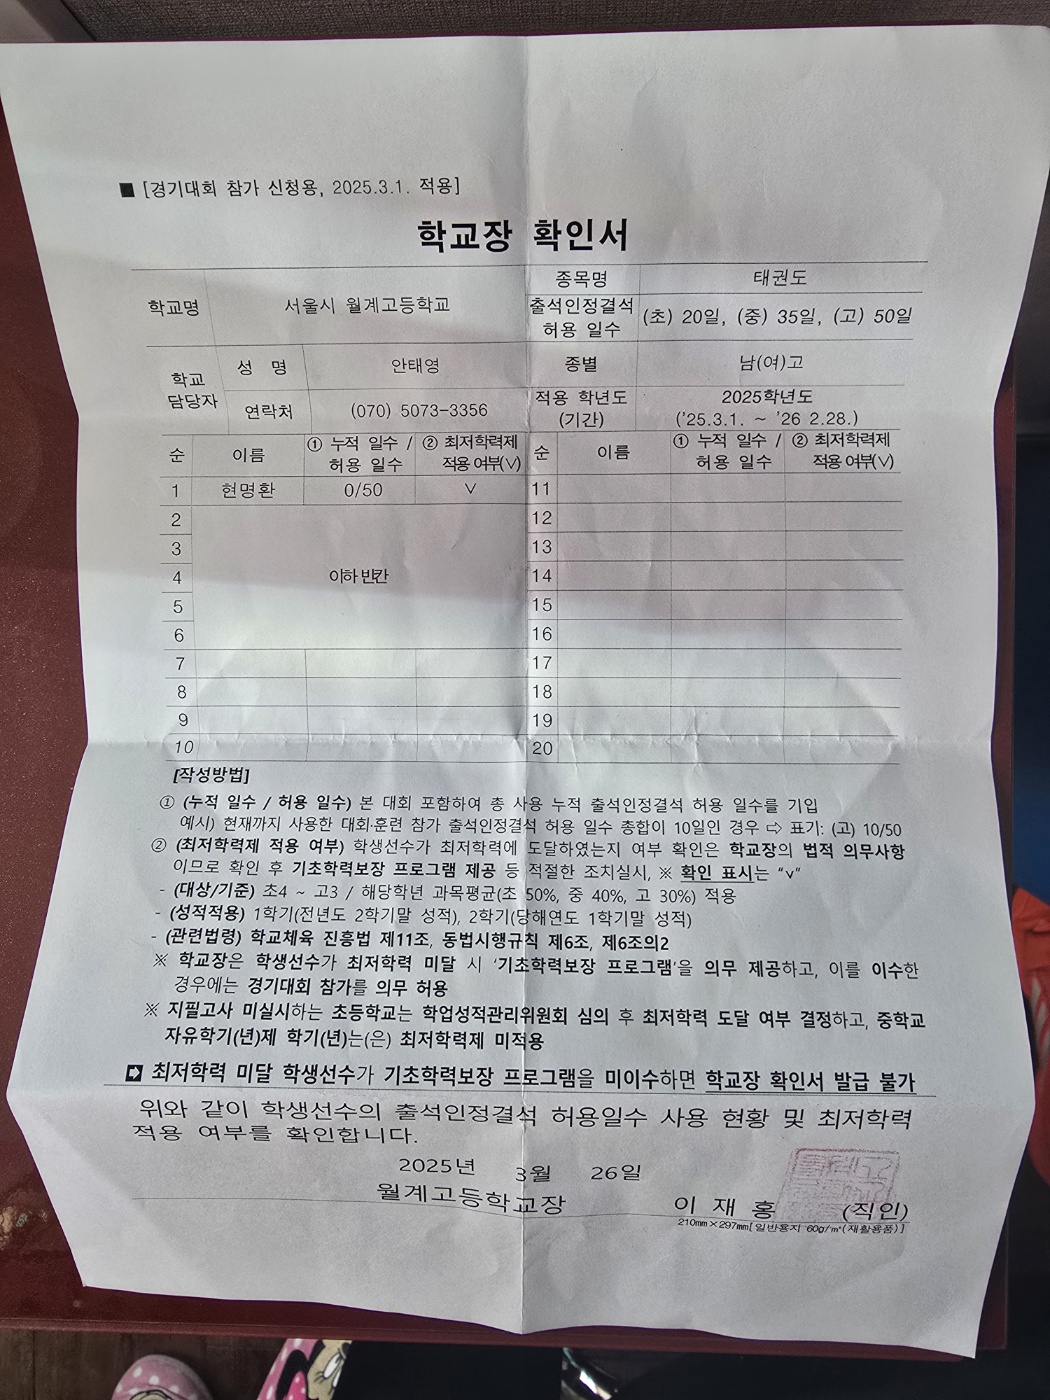 ■ [경기대회 참가 신청용, 2025.3.1. 적용]
학교장 확인서
학교명 서울시 월계고등학교 종목명 태권도
출석인정결석 허용 일수 (초) 20일, (중) 35일, (고) 50일
학교 담당자 성 명 안태영 종별 남(여)고
연락처 (070) 5073-3356 적용 학년도 (기간) 2025학년도 ('25.3.1. ~ '26 2.28.)
순 이름 ① 누적 일수 / 허용 일수 ② 최저학력제 적용 여부(∨) 순 이름 ① 누적 일수 / 허용 일수 ② 최저학력제 적용 여부(∨)
1 현명환 0/50 ∨ 11
2 12
3 13
4 이하 빈칸 14
5 15
6 16
7 17
8 18
9 19
10 20
[작성방법]
① (누적 일수 / 허용 일수) 본 대회 포함하여 총 사용 누적 출석인정결석 허용 일수를 기입
예시) 현재까지 사용한 대회·훈련 참가 출석인정결석 허용 일수 총합이 10일인 경우 ⇨ 표기: (고) 10/50
② (최저학력제 적용 여부) 학생선수가 최저학력에 도달하였는지 여부 확인은 학교장의 법적 의무사항
이므로 확인 후 기초학력보장 프로그램 제공 등 적절한 조치실시, ※ 확인 표시는 “∨”
- (대상/기준) 초4 ~ 고3 / 해당학년 과목평균(초 50%, 중 40%, 고 30%) 적용
- (성적적용) 1학기(전년도 2학기말 성적), 2학기(당해연도 1학기말 성적)
- (관련법령) 학교체육 진흥법 제11조, 동법시행규칙 제6조, 제6조의2
※ 학교장은 학생선수가 최저학력 미달 시 '기초학력보장 프로그램'을 의무 제공하고, 이를 이수한
경우에는 경기대회 참가를 의무 허용
※ 지필고사 미실시하는 초등학교는 학업성적관리위원회 심의 후 최저학력 도달 여부 결정하고, 중학교
자유학기(년)제 학기(년)는(은) 최저학력제 미적용
➡ 최저학력 미달 학생선수가 기초학력보장 프로그램을 미이수하면 학교장 확인서 발급 불가
위와 같이 학생선수의 출석인정결석 허용일수 사용 현황 및 최저학력
적용 여부를 확인합니다.
2025년 3월 26일
월계고등학교장 이 재 홍 (직인)
210mm×297mm[일반용지 60g/㎡(재활용품)]